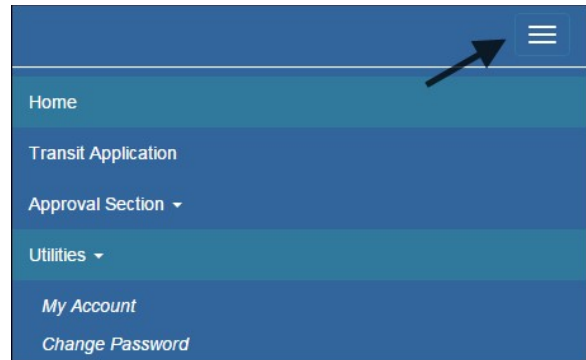 Home
Transit Application
Approval Section
Utilities
My Account
Change Password